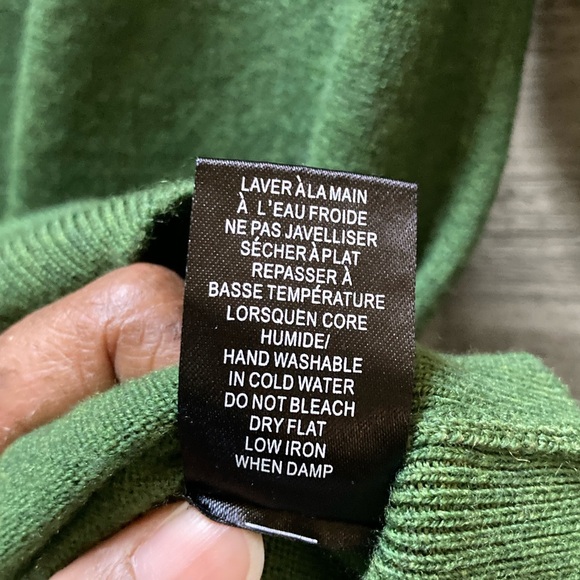 LAVER À LA MAIN
À L'EAU FROIDE
NE PAS JAVELLISER
SÉCHER À PLAT
REPASSER À
BASSE TEMPÉRATURE
LORSQUEN CORE
HUMIDE/
HAND WASHABLE
IN COLD WATER
DO NOT BLEACH
DRY FLAT
LOW IRON
WHEN DAMP